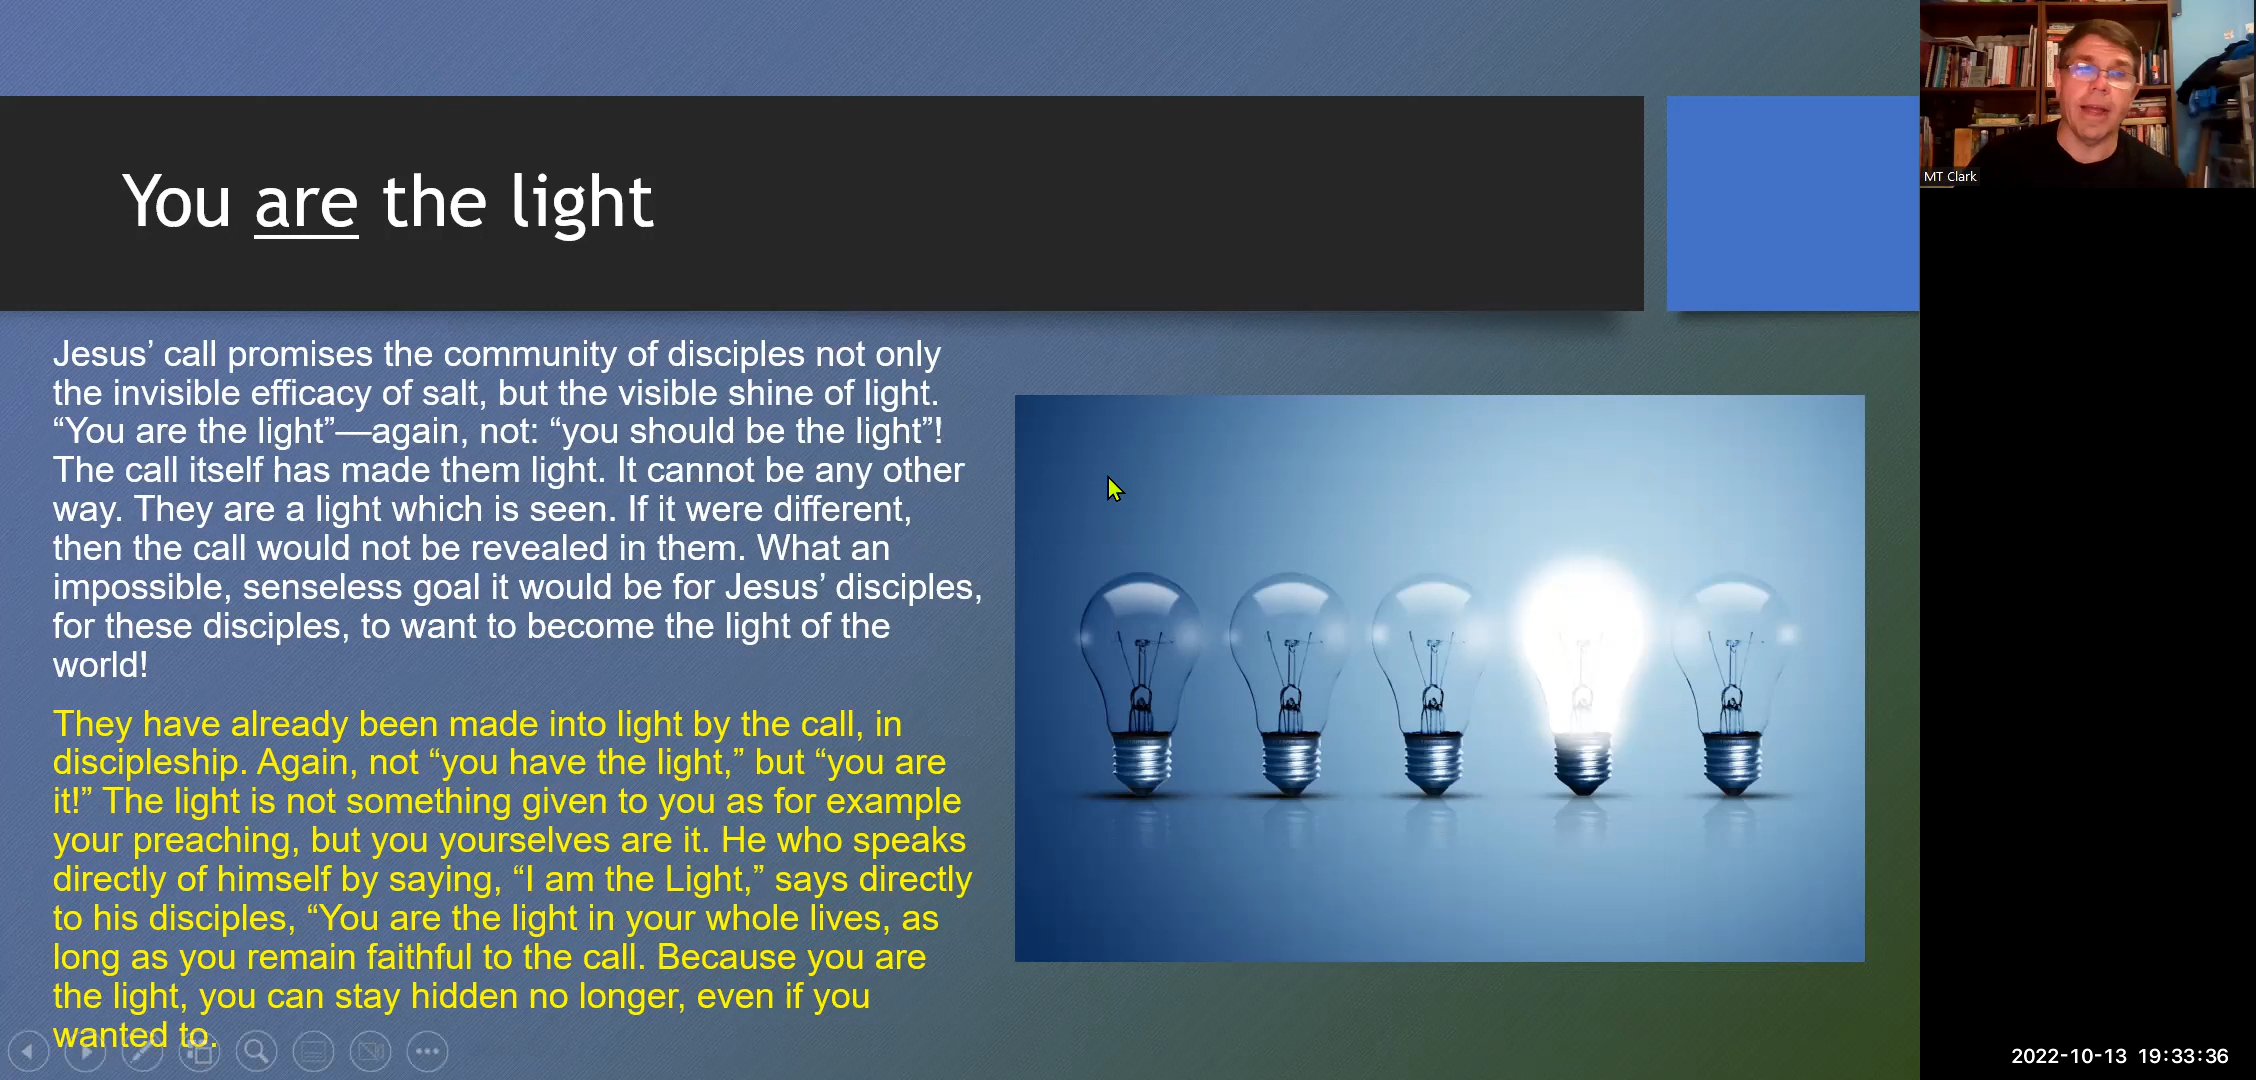 You are the light
MT Clark
Jesus’ call promises the community of disciples not only
the invisible efficacy of salt, but the visible shine of light.
“You are the light”—again, not: “you should be the light”!
The call itself has made them light. It cannot be any other
way. They are a light which is seen. If it were different,
then the call would not be revealed in them. What an
impossible, senseless goal it would be for Jesus’ disciples,
for these disciples, to want to become the light of the
world!
They have already been made into light by the call, in
discipleship. Again, not “you have the light,” but “you are
it!” The light is not something given to you as for example
your preaching, but you yourselves are it. He who speaks
directly of himself by saying, “I am the Light,” says directly
to his disciples, “You are the light in your whole lives, as
long as you remain faithful to the call. Because you are
the light, you can stay hidden no longer, even if you
wanted to.
2022-10-13 19:33:36